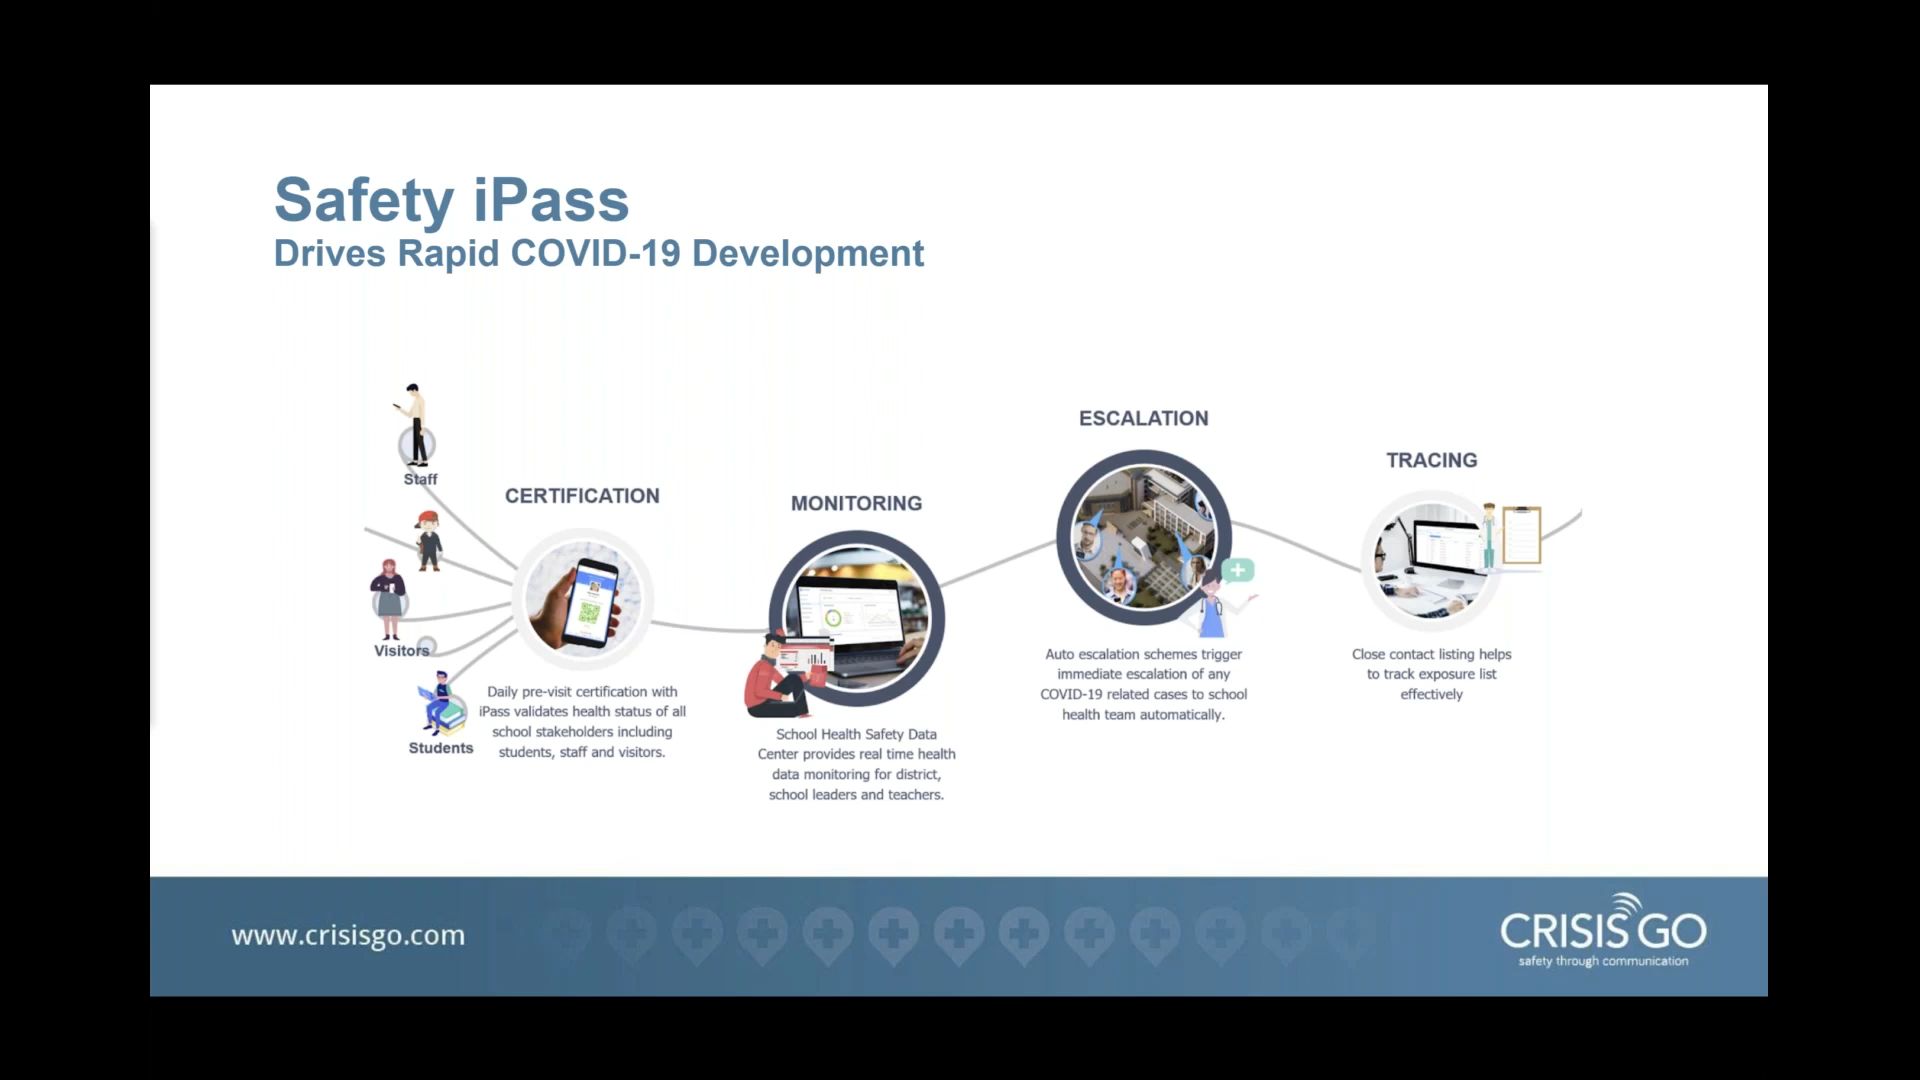 Safety iPass
Drives Rapid COVID-19 Development
Staff
Visitors
Students
CERTIFICATION
Daily pre-visit certification with
iPass validates health status of all
school stakeholders including
students, staff and visitors.
MONITORING
School Health Safety Data
Center provides real time health
data monitoring for district,
school leaders and teachers.
ESCALATION
Auto escalation schemes trigger
immediate escalation of any
COVID-19 related cases to school
health team automatically.
TRACING
Close contact listing helps
to track exposure list
effectively
www.crisisgo.com
CRISIS GO
safety through communication